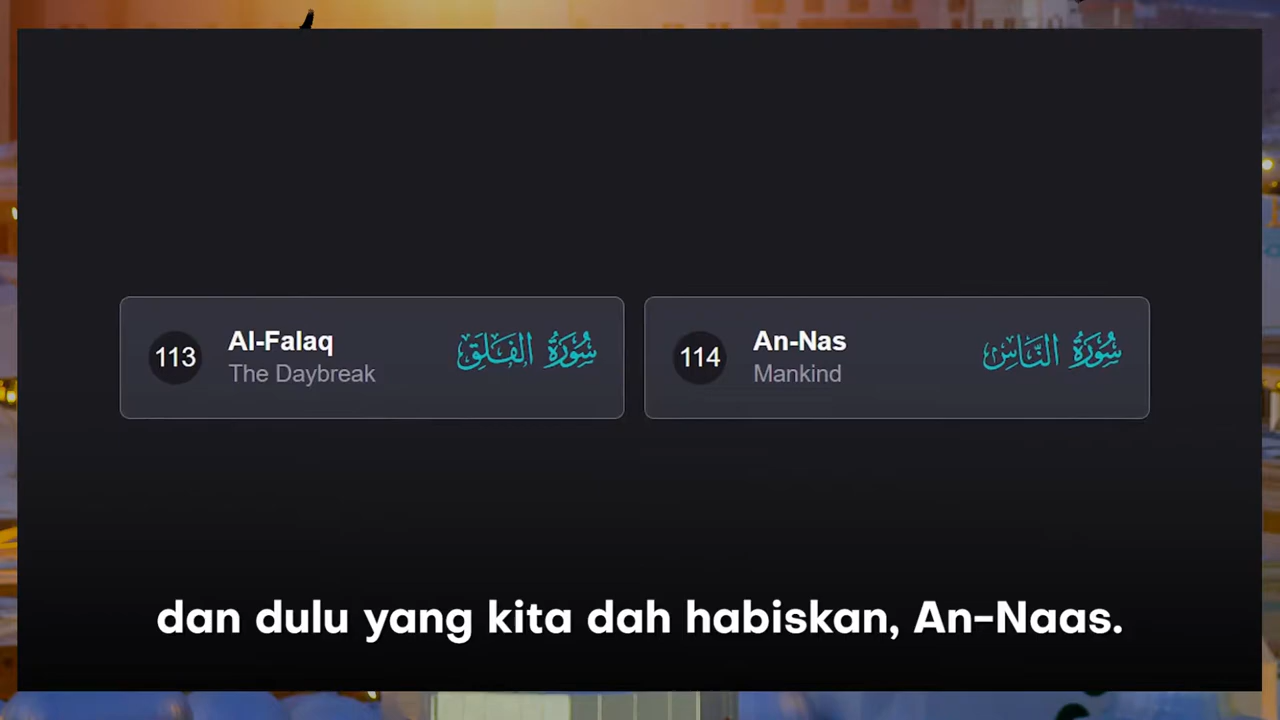 113
Al-Falaq
The Daybreak
سُورَةُ الفَلَقِ
114
An-Nas
Mankind
سُورَةُ النَّاسِ
dan dulu yang kita dah habiskan, An-Naas.